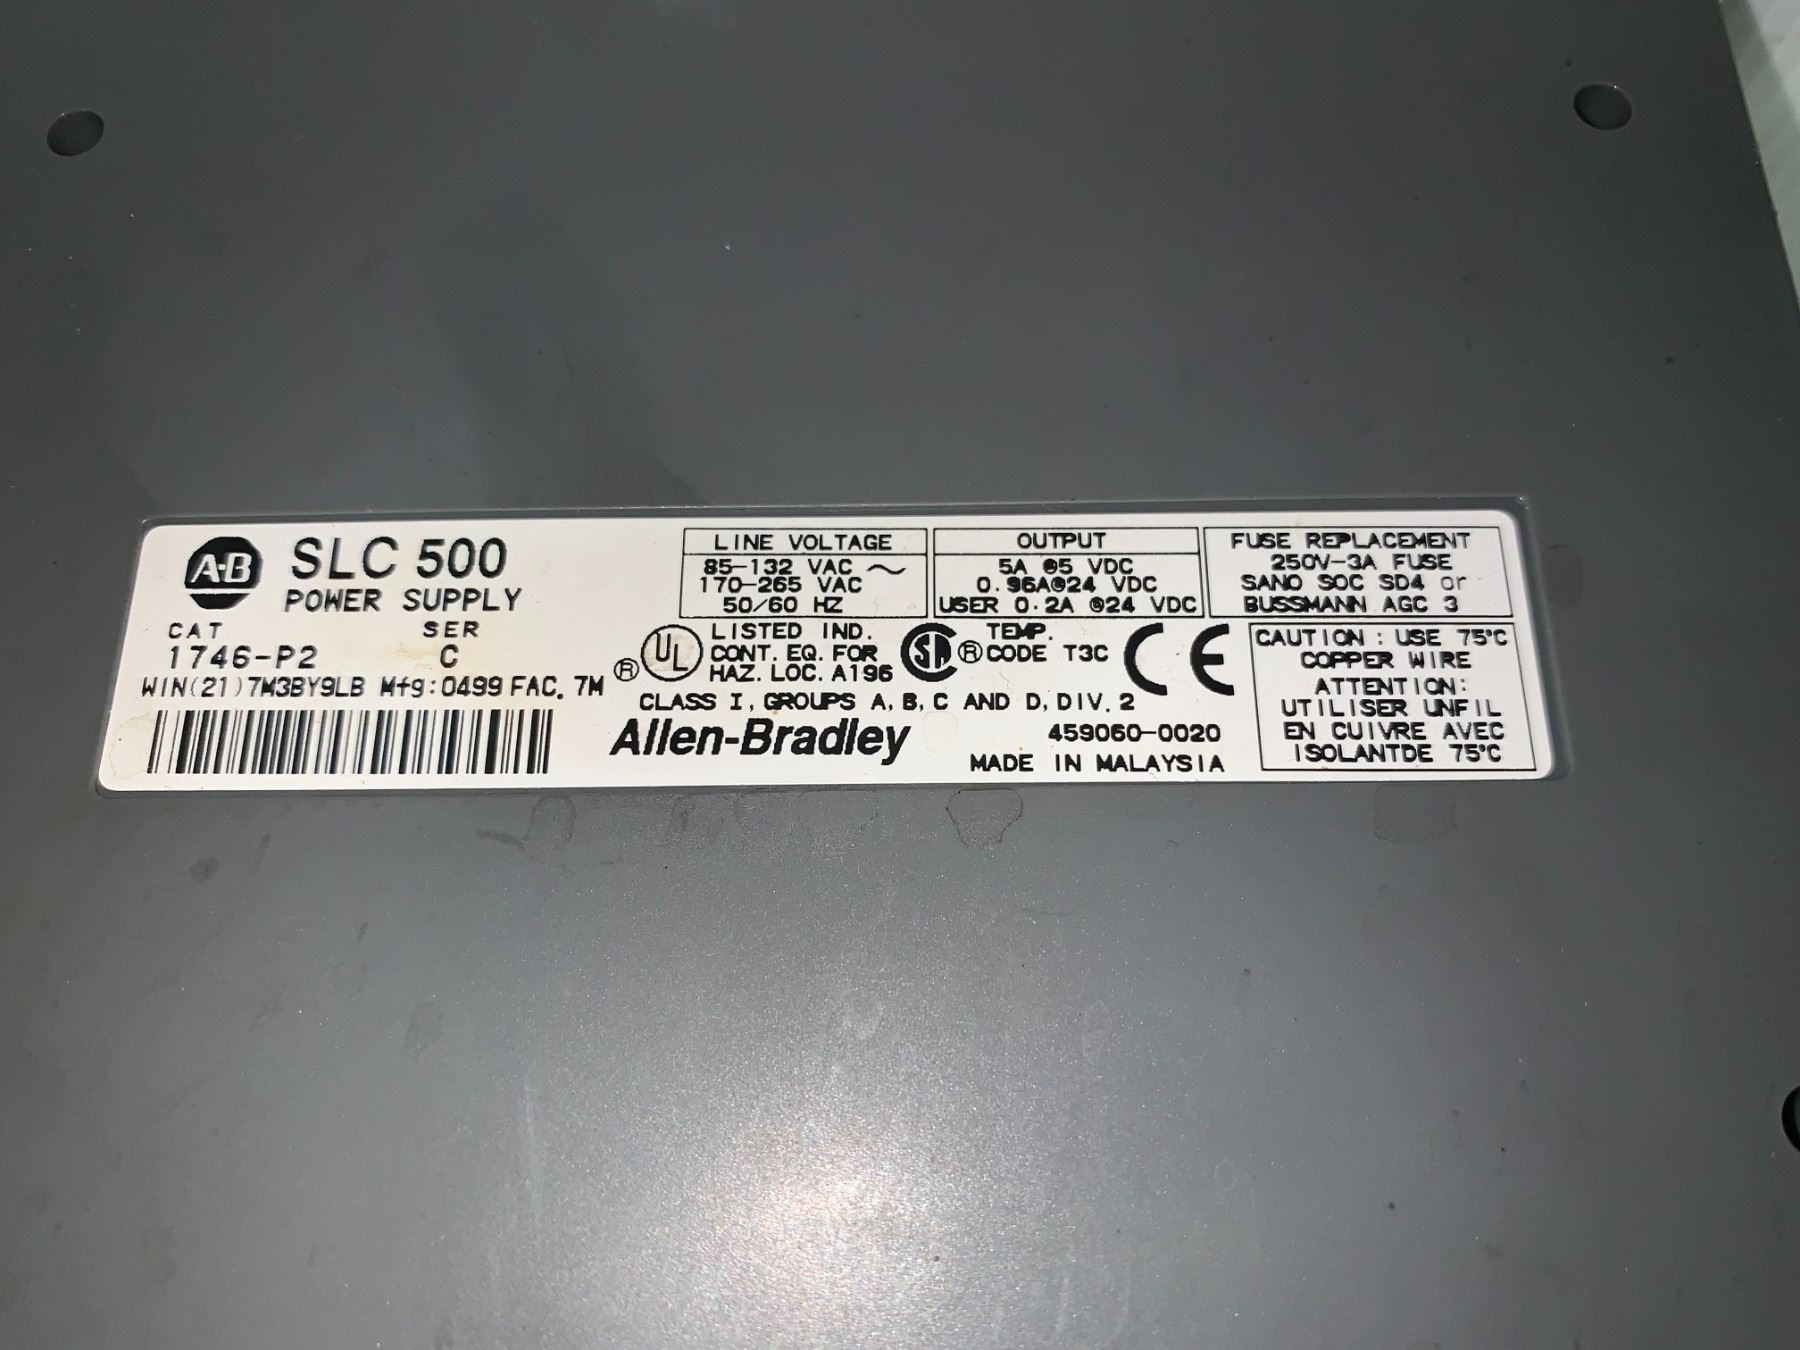 A-B
SLC 500
POWER SUPPLY
CAT SER
1746-P2 C
WIN(21)7M3BY9LB Mfg:0499 FAC. 7M
LINE VOLTAGE
85-132 VAC ~
170-265 VAC
50/60 HZ
OUTPUT
5A @5 VDC
0.96A@24 VDC
USER 0.2A @24 VDC
FUSE REPLACEMENT
250V-3A FUSE
SANO SOC SD4 or
BUSSMANN AGC 3
® UL
LISTED IND.
CONT. EQ. FOR
HAZ. LOC. A196
SA ®
TEMP.
CODE T3C
CE
CLASS I, GROUPS A, B, C AND D, DIV. 2
Allen-Bradley
459060-0020
MADE IN MALAYSIA
CAUTION : USE 75°C
COPPER WIRE
ATTENTION:
UTILISER UNFIL
EN CUIVRE AVEC
ISOLANTDE 75°C